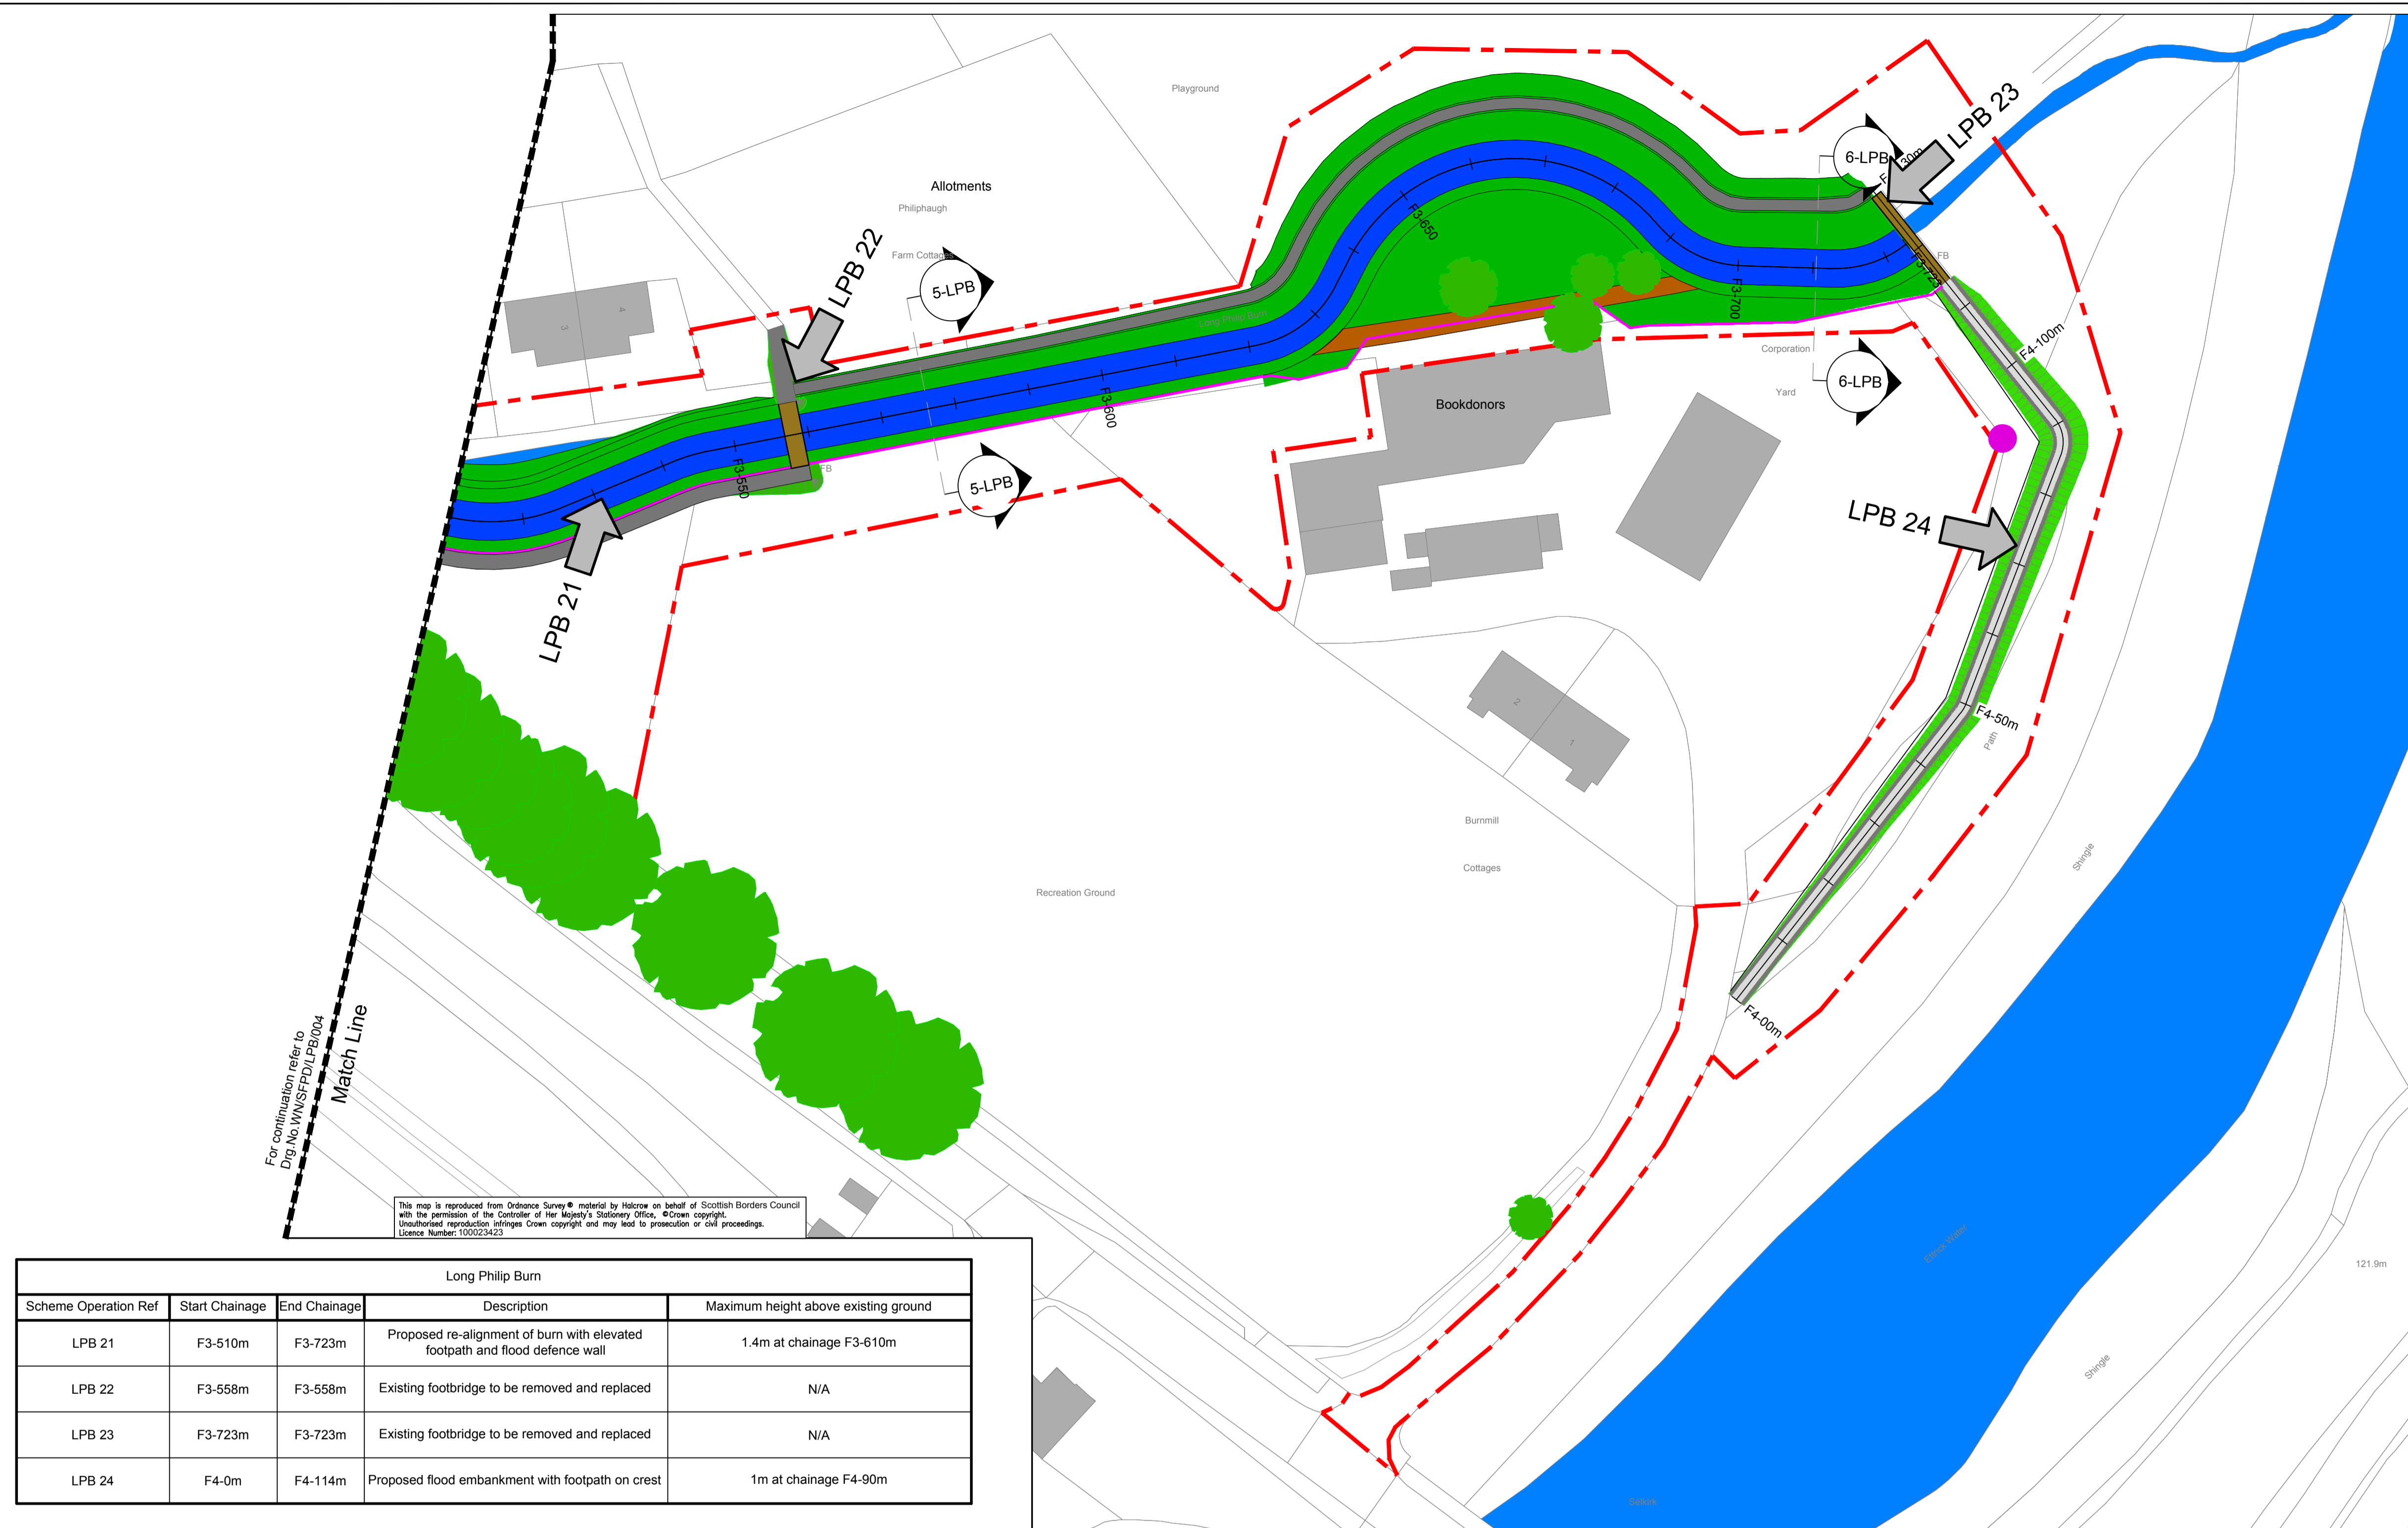 Playground
LPB 23
6-LPB
Allotments
Philiphaugh
Farm Cottages
LPB 22
5-LPB
F3-650
FB
F3-723
F3-700
Long Philip Burn
3
4
Corporation
Yard
6-LPB
F4-100m
F3-600
Bookdonors
F3-550
FB
5-LPB
LPB 21
LPB 24
F4-50m
Path
2
1
Burnmill
Cottages
Recreation Ground
Shingle
F4-00m
For continuation refer to
Drg.No.WN/SFPD/LPB/004
Match Line
Ettrick Water
121.9m
Shingle
Selkirk
This map is reproduced from Ordnance Survey® material by Halcrow on behalf of Scottish Borders Council
with the permission of the Controller of Her Majesty's Stationery Office, ©Crown copyright.
Unauthorised reproduction infringes Crown copyright and may lead to prosecution or civil proceedings.
Licence Number: 100023423
Long Philip Burn
Scheme Operation Ref Start Chainage End Chainage Description Maximum height above existing ground
LPB 21 F3-510m F3-723m Proposed re-alignment of burn with elevated
footpath and flood defence wall 1.4m at chainage F3-610m
LPB 22 F3-558m F3-558m Existing footbridge to be removed and replaced N/A
LPB 23 F3-723m F3-723m Existing footbridge to be removed and replaced N/A
LPB 24 F4-0m F4-114m Proposed flood embankment with footpath on crest 1m at chainage F4-90m